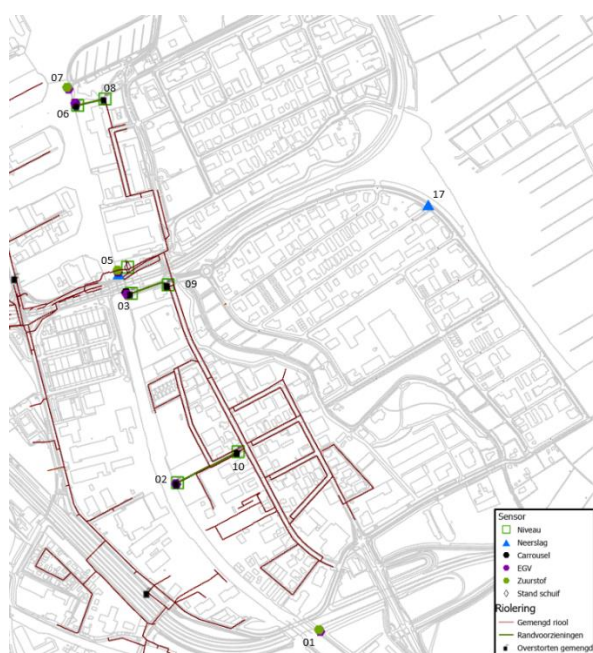 07
08
06
17
05
09
03
10
02
01
Sensor
Niveau
Neerslag
Carrousel
EGV
Zuurstof
Stand schuif
Riolering
Gemengd riool
Randvoorzieningen
Overstorten gemengd